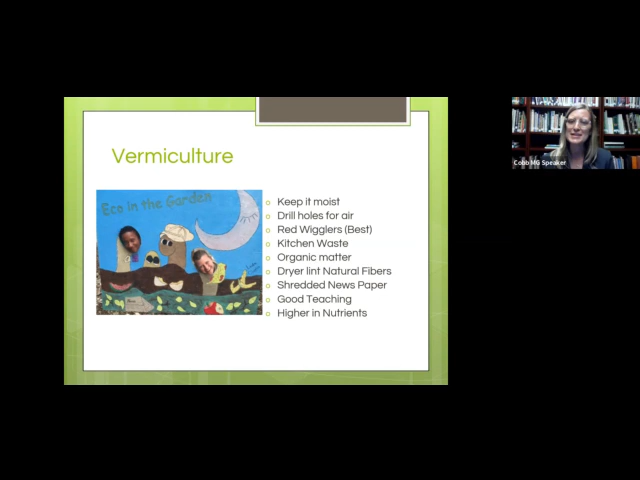 Vermiculture
Eco in the Garden
Keep it moist
Drill holes for air
Red Wigglers (Best)
Kitchen Waste
Organic matter
Dryer lint Natural Fibers
Shredded News Paper
Good Teaching
Higher in Nutrients
Cobb MG Speaker